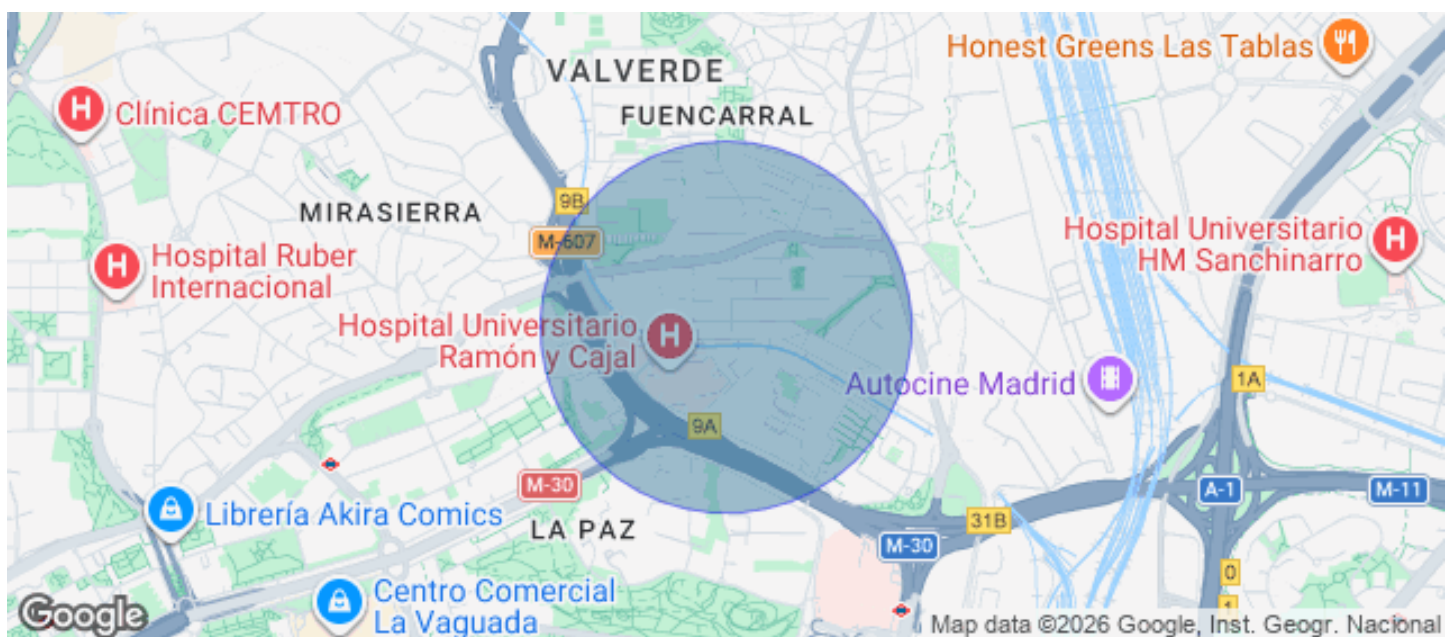 Honest Greens Las Tablas
VALVERDE
Clínica CEMTRO
FUENCARRAL
9B
MIRASIERRA
M-607
Hospital Universitario
HM Sanchinarro
Hospital Ruber
Internacional
Hospital Universitario
Ramón y Cajal
Autocine Madrid
1A
9A
M-30
A-1
M-11
Librería Akira Comics
LA PAZ
31B
M-30
0
1
Centro Comercial
La Vaguada
Google
Map data ©2026 Google, Inst. Geogr. Nacional